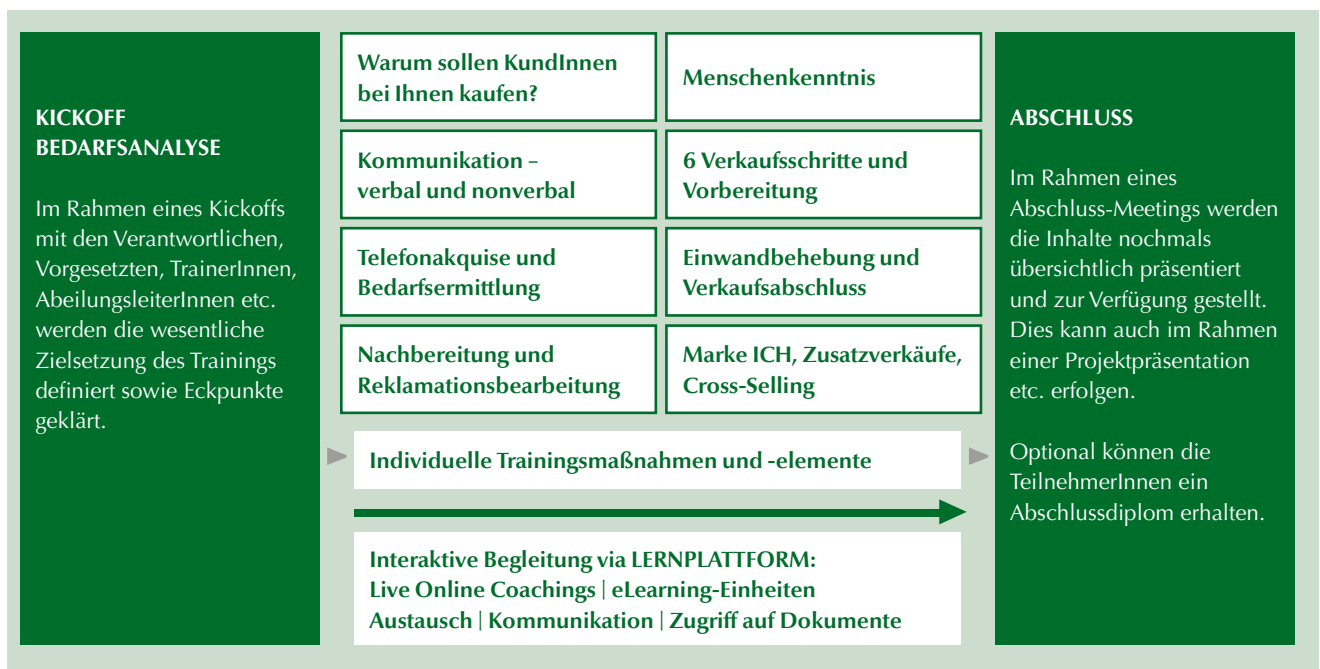 KICKOFF
BEDARFSANALYSE
Im Rahmen eines Kickoffs
mit den Verantwortlichen,
Vorgesetzten, TrainerInnen,
AbeilungsleiterInnen etc.
werden die wesentliche
Zielsetzung des Trainings
definiert sowie Eckpunkte
geklärt.
Warum sollen KundInnen
bei Ihnen kaufen?
Menschenkenntnis
Kommunikation –
verbal und nonverbal
6 Verkaufsschritte und
Vorbereitung
Telefonakquise und
Bedarfsermittlung
Einwandbehebung und
Verkaufsabschluss
Nachbereitung und
Reklamationsbearbeitung
Marke ICH, Zusatzverkäufe,
Cross-Selling
Individuelle Trainingsmaßnahmen und -elemente
Interaktive Begleitung via LERNPLATTFORM:
Live Online Coachings | eLearning-Einheiten
Austausch | Kommunikation | Zugriff auf Dokumente
ABSCHLUSS
Im Rahmen eines
Abschluss-Meetings werden
die Inhalte nochmals
übersichtlich präsentiert
und zur Verfügung gestellt.
Dies kann auch im Rahmen
einer Projektpräsentation
etc. erfolgen.
Optional können die
TeilnehmerInnen ein
Abschlussdiplom erhalten.